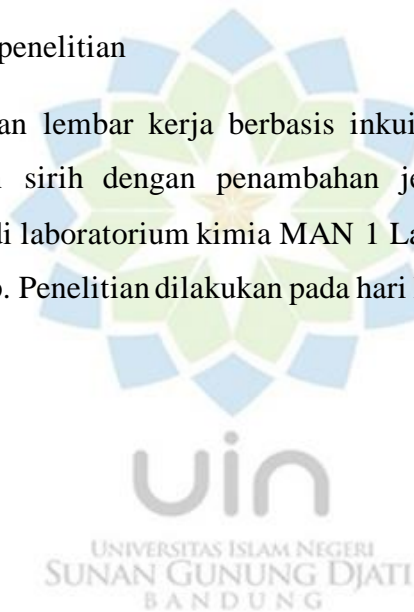 penelitian
an lembar kerja berbasis inkui
sirih dengan penambahan je
di laboratorium kimia MAN 1 La
. Penelitian dilakukan pada hari
uin
UNIVERSITAS ISLAM NEGERI
SUNAN GUNUNG DJATI
BANDUNG